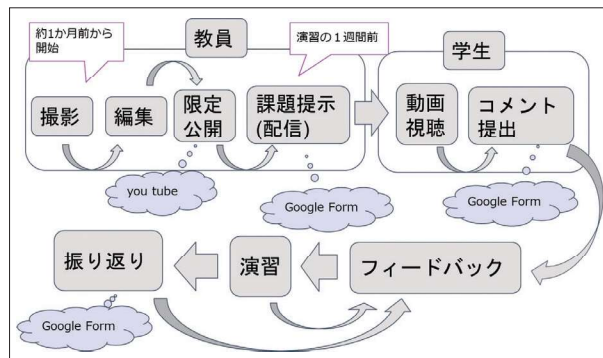 約1か月前から
開始
教員
演習の１週間前
学生
撮影
編集
限定
公開
課題提示
(配信)
動画
視聴
コメント
提出
you tube
Google Form
Google Form
振り返り
演習
フィードバック
Google Form